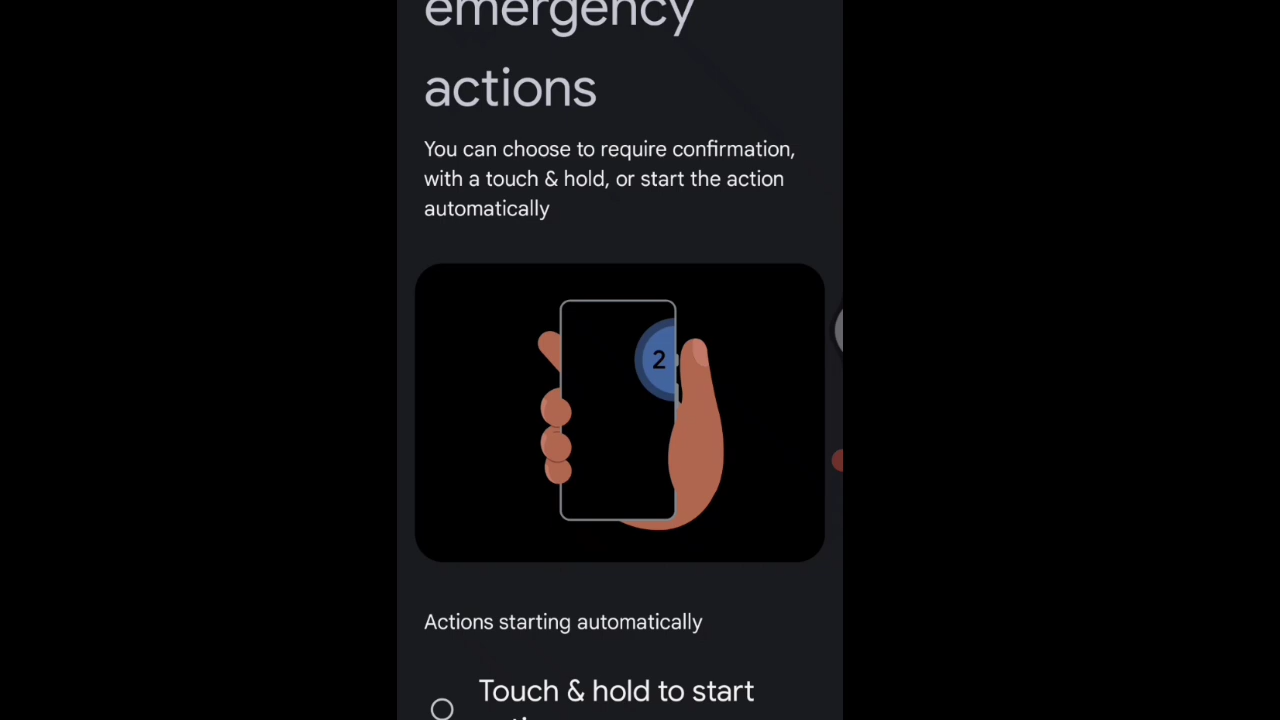 emergency
actions
You can choose to require confirmation,
with a touch & hold, or start the action
automatically
2
Actions starting automatically
Touch & hold to start